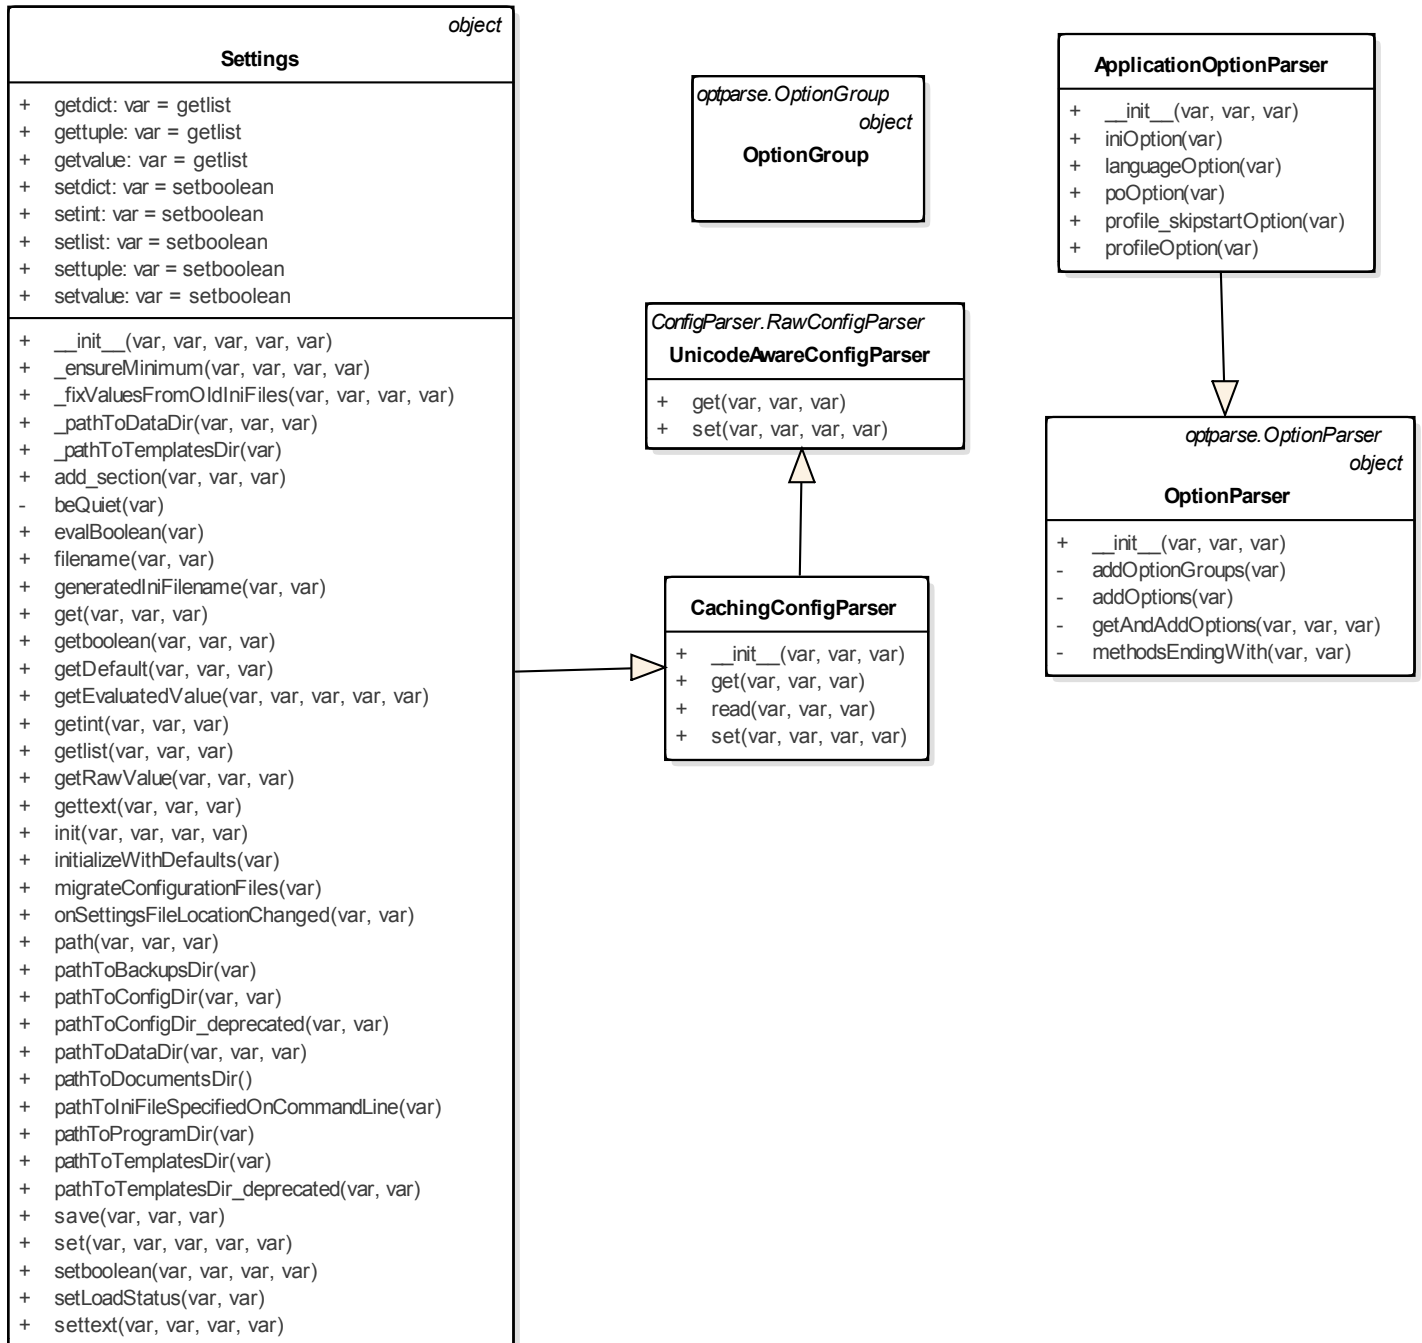 object
Settings
+ getdict: var = getlist
+ gettuple: var = getlist
+ getvalue: var = getlist
+ setdict: var = setboolean
+ setint: var = setboolean
+ setlist: var = setboolean
+ settuple: var = setboolean
+ setvalue: var = setboolean
+ __init__(var, var, var, var, var)
+ _ensureMinimum(var, var, var, var)
+ _fixValuesFromOldIniFiles(var, var, var, var)
+ _pathToDataDir(var, var, var)
+ _pathToTemplatesDir(var)
+ add_section(var, var, var)
- beQuiet(var)
+ evalBoolean(var)
+ filename(var, var)
+ generatedIniFilename(var, var)
+ get(var, var, var)
+ getboolean(var, var, var)
+ getDefault(var, var, var)
+ getEvaluatedValue(var, var, var, var, var)
+ getint(var, var, var)
+ getlist(var, var, var)
+ getRawValue(var, var, var)
+ gettext(var, var, var)
+ init(var, var, var, var)
+ initializeWithDefaults(var)
+ migrateConfigurationFiles(var)
+ onSettingsFileLocationChanged(var, var)
+ path(var, var, var)
+ pathToBackupsDir(var)
+ pathToConfigDir(var, var)
+ pathToConfigDir_deprecated(var, var)
+ pathToDataDir(var, var, var)
+ pathToDocumentsDir()
+ pathToIniFileSpecifiedOnCommandLine(var)
+ pathToProgramDir(var)
+ pathToTemplatesDir(var)
+ pathToTemplatesDir_deprecated(var, var)
+ save(var, var, var)
+ set(var, var, var, var, var)
+ setboolean(var, var, var, var)
+ setLoadStatus(var, var)
+ settext(var, var, var, var)
optparse.OptionGroup
object
OptionGroup
ConfigParser.RawConfigParser
UnicodeAwareConfigParser
+ get(var, var, var)
+ set(var, var, var, var)
CachingConfigParser
+ __init__(var, var, var)
+ get(var, var, var)
+ read(var, var, var)
+ set(var, var, var, var)
ApplicationOptionParser
+ __init__(var, var, var)
+ iniOption(var)
+ languageOption(var)
+ poOption(var)
+ profile_skipstartOption(var)
+ profileOption(var)
optparse.OptionParser
object
OptionParser
+ __init__(var, var, var)
- addOptionGroups(var)
- addOptions(var)
- getAndAddOptions(var, var, var)
- methodsEndingWith(var, var)